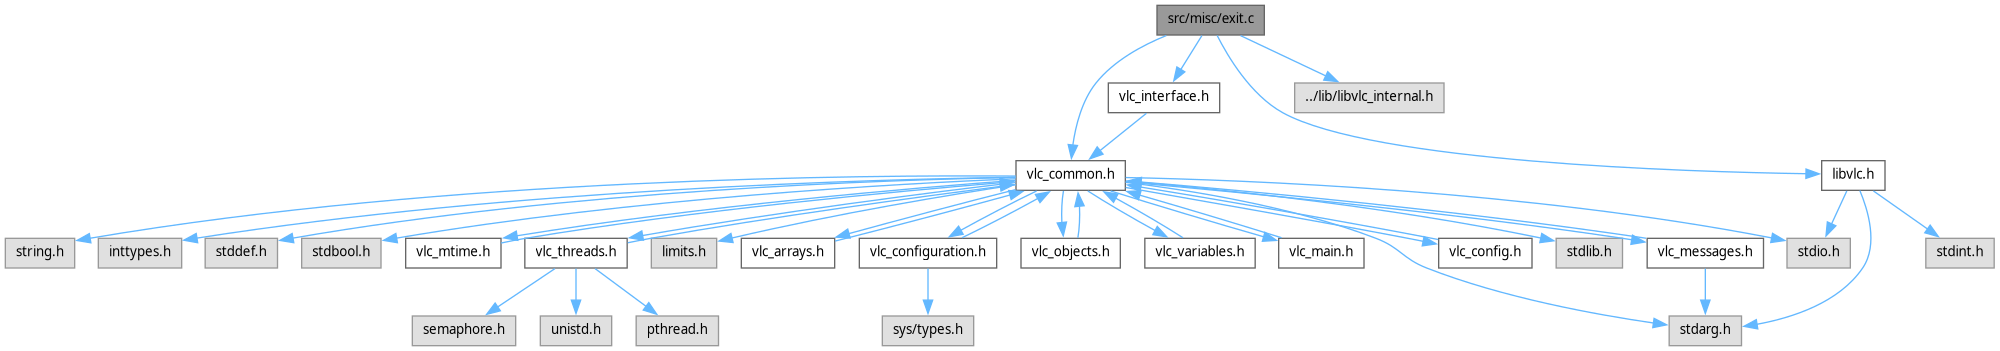 src/misc/exit.c
vlc_interface.h
../lib/libvlc_internal.h
vlc_common.h
libvlc.h
string.h
inttypes.h
stddef.h
stdbool.h
vlc_mtime.h
vlc_threads.h
limits.h
vlc_arrays.h
vlc_configuration.h
vlc_objects.h
vlc_variables.h
vlc_main.h
vlc_config.h
stdlib.h
vlc_messages.h
stdio.h
stdint.h
semaphore.h
unistd.h
pthread.h
sys/types.h
stdarg.h